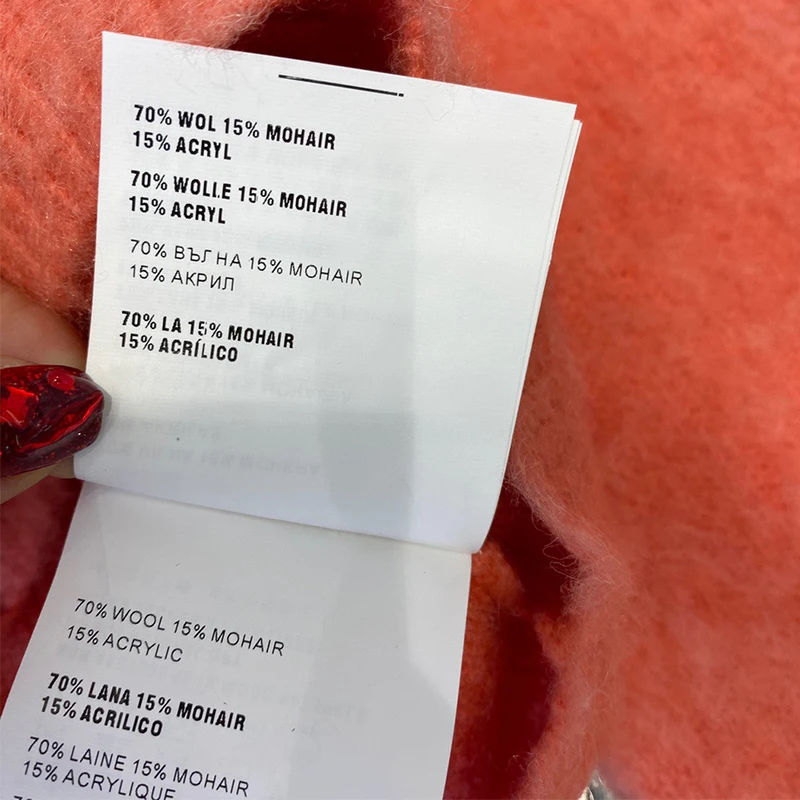 70% WOL 15% MOHAIR
15% ACRYL
70% WOLLE 15% MOHAIR
15% ACRYL
70% ВЪГНА 15% MOHAIR
15% АКРИЛ
70% LA 15% MOHAIR
15% ACRÍLICO
70% WOOL 15% MOHAIR
15% ACRYLIC
70% LANA 15% MOHAIR
15% ACRILICO
70% LAINE 15% MOHAIR
15% ACRYLIQUE